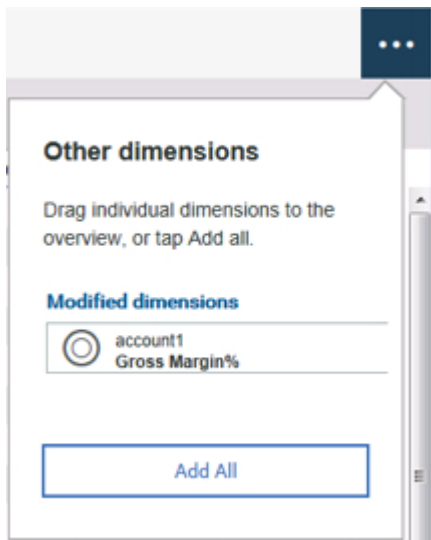 Other dimensions
Drag individual dimensions to the
overview, or tap Add all.
Modified dimensions
account1
Gross Margin%
Add All